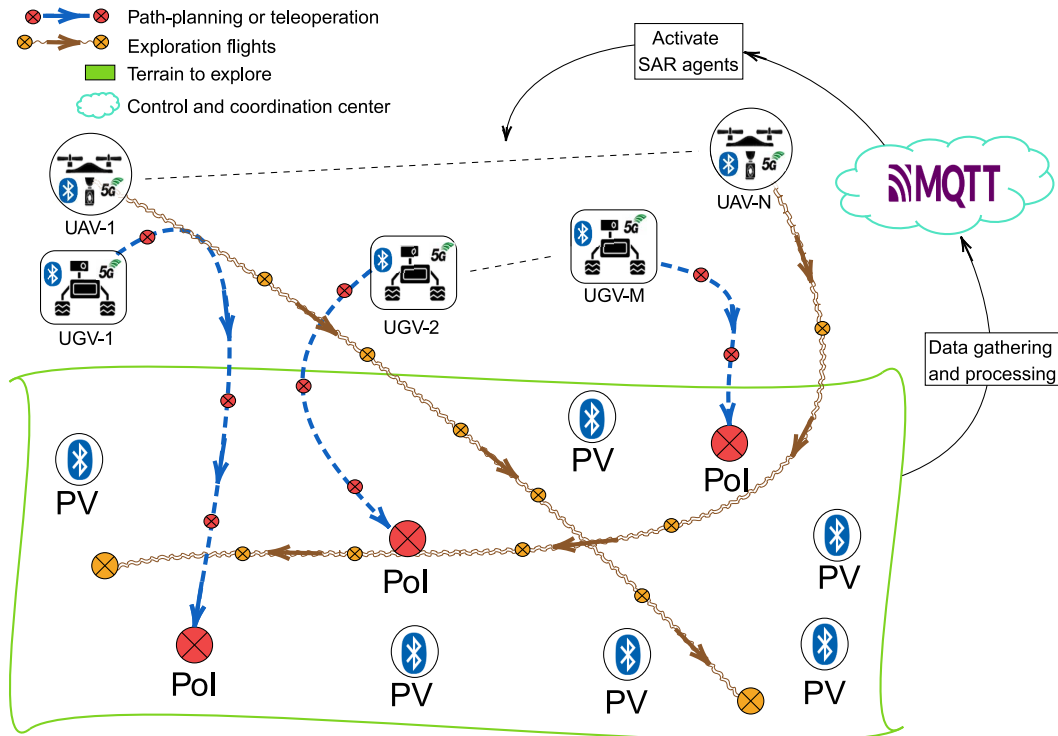 Path-planning or teleoperation
Exploration flights
Terrain to explore
Control and coordination center
Activate
SAR agents
5G
UAV-1
5G
UAV-N
MQTT
5G
UGV-1
5G
UGV-2
5G
UGV-M
Data gathering
and processing
PV
PV
PoI
PoI
PV
PoI
PV
PV
PV